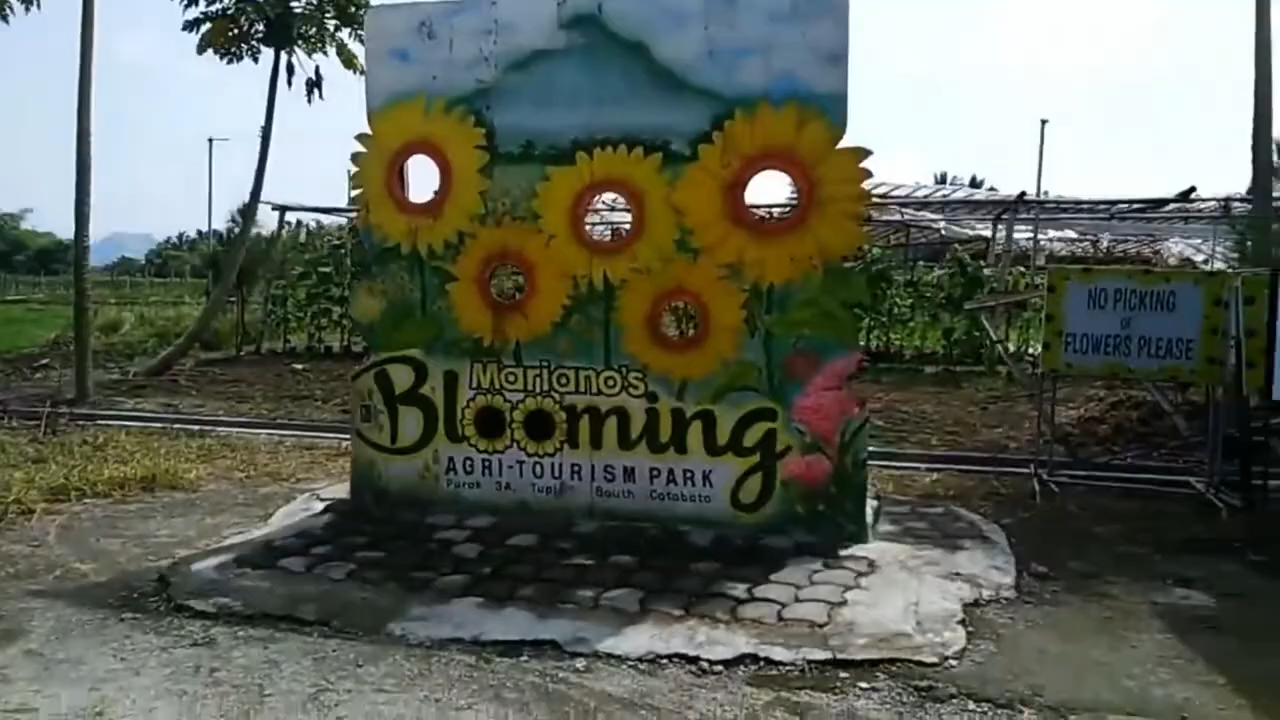 Mariano's
Blooming
AGRI-TOURISM PARK
Purok 3A, Tupi South Cotabato
NO PICKING
OF
FLOWERS PLEASE